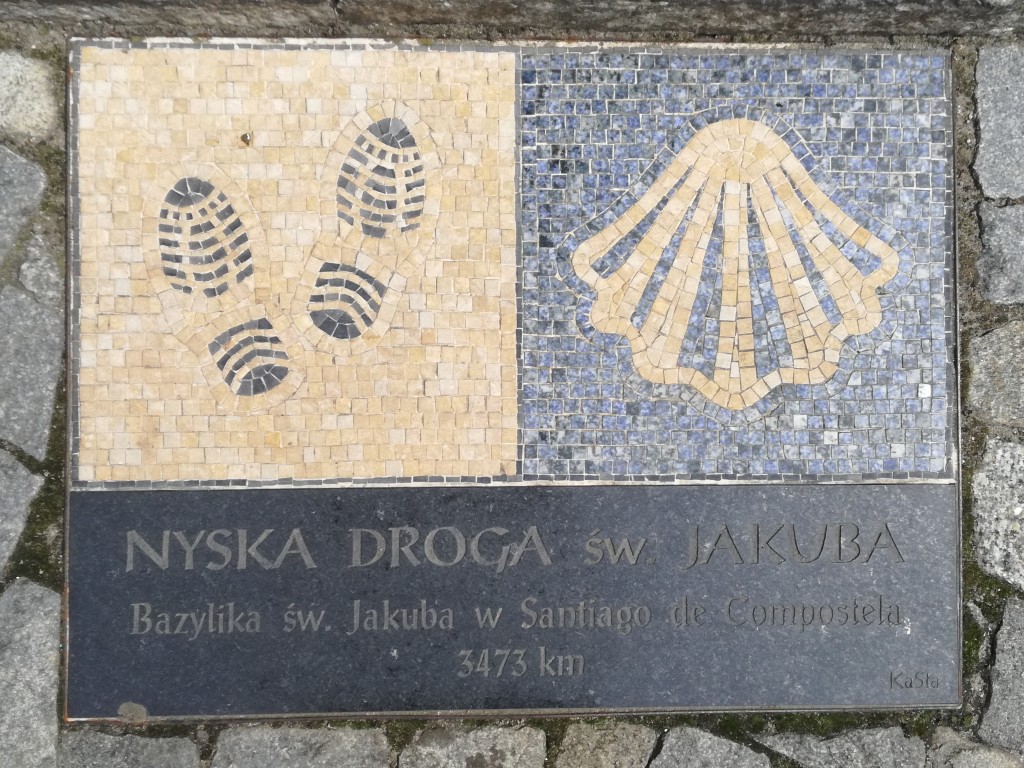 NYSKA DROGA św. JAKUBA
Bazylika św. Jakuba w Santiago de Compostela
3473 km
KaSta